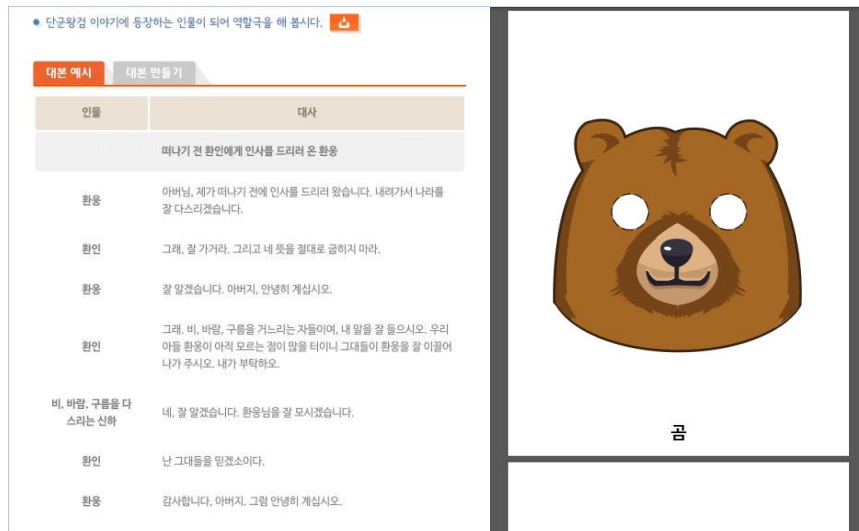 단군왕검 이야기에 등장하는 인물이 되어 역할극을 해 봅시다.
대본 예시 대본 만들기
인물 대사
떠나기 전 환인에게 인사를 드리러 온 환웅
환웅 아버님, 제가 떠나기 전에 인사를 드리러 왔습니다. 내려가서 나라를
잘 다스리겠습니다.
환인 그래, 잘 가거라. 그리고 네 뜻을 절대로 굽히지 마라.
환웅 잘 알겠습니다. 아버지, 안녕히 계십시오.
환인 그래. 비, 바람, 구름을 거느리는 자들이여, 내 말을 잘 들으시오. 우리
아들 환웅이 아직 모르는 점이 많을 터이니 그대들이 환웅을 잘 이끌어
나가 주시오. 내가 부탁하오.
비, 바람, 구름을 다
스리는 신하
네, 잘 알겠습니다. 환웅님을 잘 모시겠습니다.
환인 난 그대들을 믿겠소이다.
환웅 감사합니다, 아버지. 그럼 안녕히 계십시오.
곰